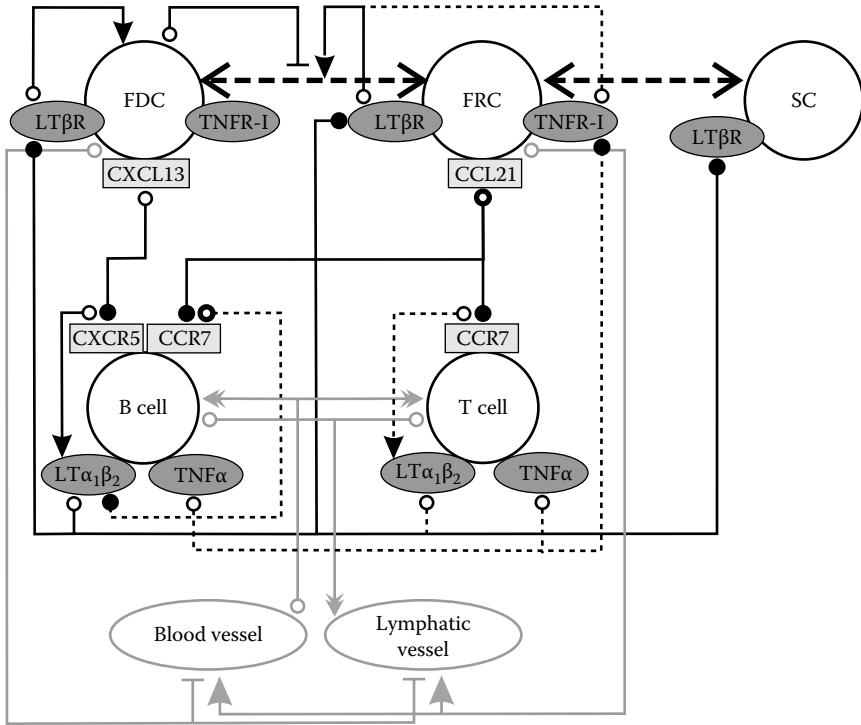 FDC
FRC
SC
LTβR
TNFR-I
LTβR
TNFR-I
LTβR
CXCL13
CCL21
CXCR5
CCR7
CCR7
B cell
T cell
LTα₁β₂
TNFα
LTα₁β₂
TNFα
Blood vessel
Lymphatic
vessel